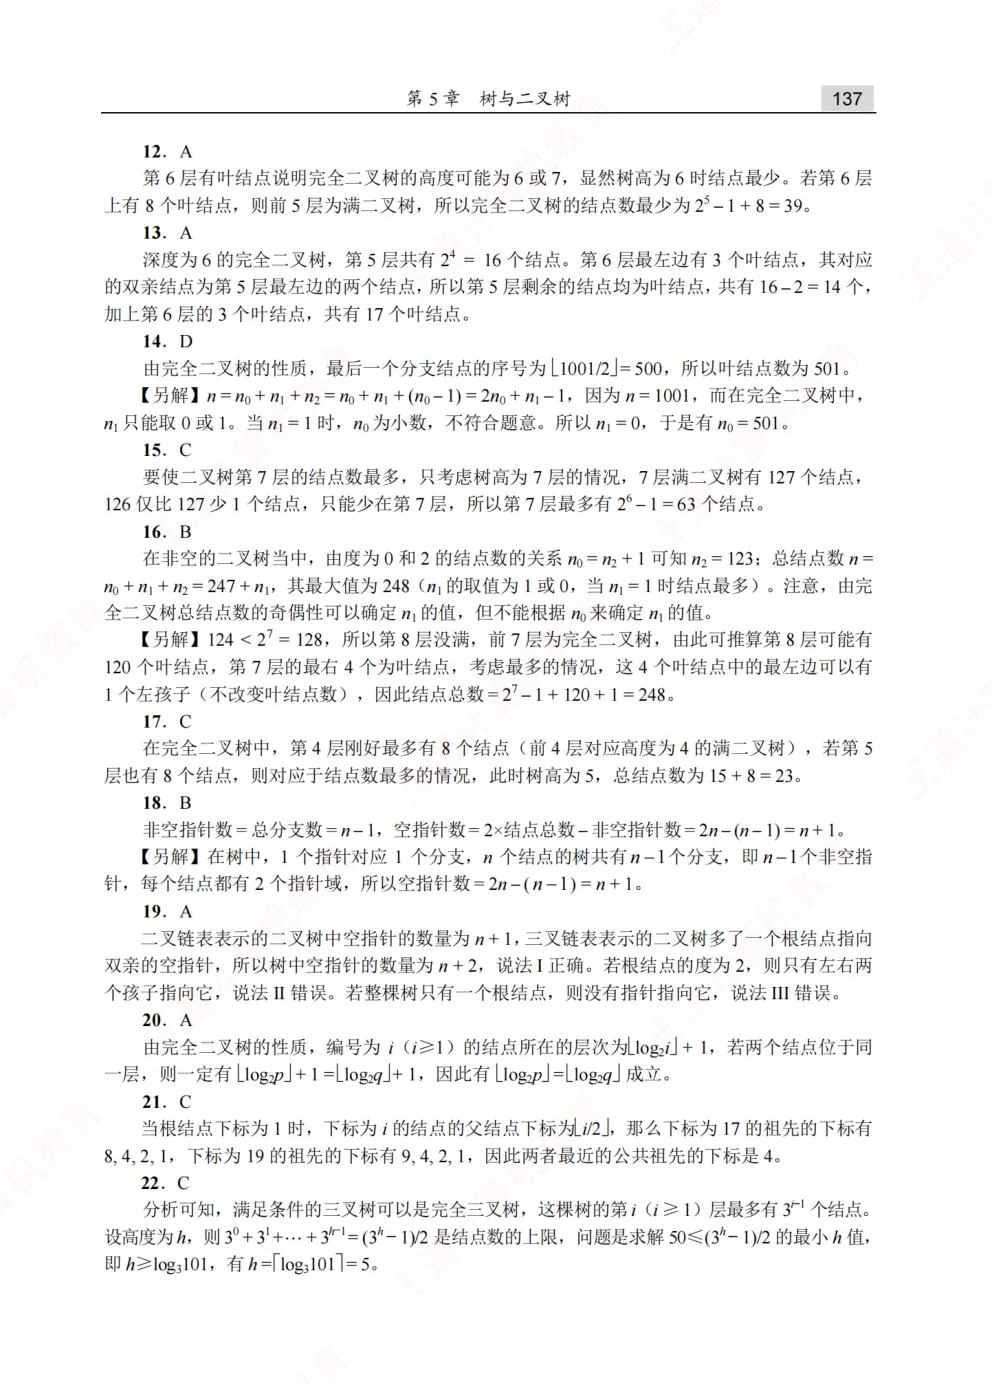 第 5 章 树与二叉树 137
12．A
第 6 层有叶结点说明完全二叉树的高度可能为 6 或 7，显然树高为 6 时结点最少。若第 6 层
上有 8 个叶结点，则前 5 层为满二叉树，所以完全二叉树的结点数最少为 2⁵ – 1 + 8 = 39。
13．A
深度为 6 的完全二叉树，第 5 层共有 2⁴ = 16 个结点。第 6 层最左边有 3 个叶结点，其对应
的双亲结点为第 5 层最左边的两个结点，所以第 5 层剩余的结点均为叶结点，共有 16 – 2 = 14 个，
加上第 6 层的 3 个叶结点，共有 17 个叶结点。
14．D
由完全二叉树的性质，最后一个分支结点的序号为⌊1001/2⌋ = 500，所以叶结点数为 501。
【另解】n = n₀ + n₁ + n₂ = n₀ + n₁ + (n₀ – 1) = 2n₀ + n₁ – 1，因为 n = 1001，而在完全二叉树中，
n₁ 只能取 0 或 1。当 n₁ = 1 时，n₀ 为小数，不符合题意。所以 n₁ = 0，于是有 n₀ = 501。
15．C
要使二叉树第 7 层的结点数最多，只考虑树高为 7 层的情况，7 层满二叉树有 127 个结点，
126 仅比 127 少 1 个结点，只能少在第 7 层，所以第 7 层最多有 2⁶ – 1 = 63 个结点。
16．B
在非空的二叉树当中，由度为 0 和 2 的结点数的关系 n₀ = n₂ + 1 可知 n₂ = 123；总结点数 n =
n₀ + n₁ + n₂ = 247 + n₁，其最大值为 248（n₁ 的取值为 1 或 0，当 n₁ = 1 时结点最多）。注意，由完
全二叉树总结点数的奇偶性可以确定 n₁ 的值，但不能根据 n₀ 来确定 n₁ 的值。
【另解】124 < 2⁷ = 128，所以第 8 层没满，前 7 层为完全二叉树，由此可推算第 8 层可能有
120 个叶结点，第 7 层的最右 4 个为叶结点，考虑最多的情况，这 4 个叶结点中的最左边可以有
1 个左孩子（不改变叶结点数），因此结点总数 = 2⁷ – 1 + 120 + 1 = 248。
17．C
在完全二叉树中，第 4 层刚好最多有 8 个结点（前 4 层对应高度为 4 的满二叉树），若第 5
层也有 8 个结点，则对应于结点数最多的情况，此时树高为 5，总结点数为 15 + 8 = 23。
18．B
非空指针数 = 总分支数 = n – 1，空指针数 = 2×结点总数 – 非空指针数 = 2n – (n – 1) = n + 1。
【另解】在树中，1 个指针对应 1 个分支，n 个结点的树共有 n – 1 个分支，即 n – 1 个非空指
针，每个结点都有 2 个指针域，所以空指针数 = 2n – ( n – 1 ) = n + 1。
19．A
二叉链表表示的二叉树中空指针的数量为 n + 1，三叉链表表示的二叉树多了一个根结点指向
双亲的空指针，所以树中空指针的数量为 n + 2，说法 I 正确。若根结点的度为 2，则只有左右两
个孩子指向它，说法 II 错误。若整棵树只有一个根结点，则没有指针指向它，说法 III 错误。
20．A
由完全二叉树的性质，编号为 i（i≥1）的结点所在的层次为⌊log₂i⌋ + 1，若两个结点位于同
一层，则一定有⌊log₂p⌋ + 1 =⌊log₂q⌋ + 1，因此有⌊log₂p⌋ =⌊log₂q⌋ 成立。
21．C
当根结点下标为 1 时，下标为 i 的结点的父结点下标为⌊i/2⌋，那么下标为 17 的祖先的下标有
8, 4, 2, 1，下标为 19 的祖先的下标有 9, 4, 2, 1，因此两者最近的公共祖先的下标是 4。
22．C
分析可知，满足条件的三叉树可以是完全三叉树，这棵树的第 i（i ≥ 1）层最多有 3ⁱ⁻¹ 个结点。
设高度为 h，则 3⁰ + 3¹ +⋯ + 3ʰ⁻¹ = (3ʰ − 1)/2 是结点数的上限，问题是求解 50≤(3ʰ − 1)/2 的最小 h 值，
即 h≥log₃101，有 h =⌈log₃101⌉ = 5。